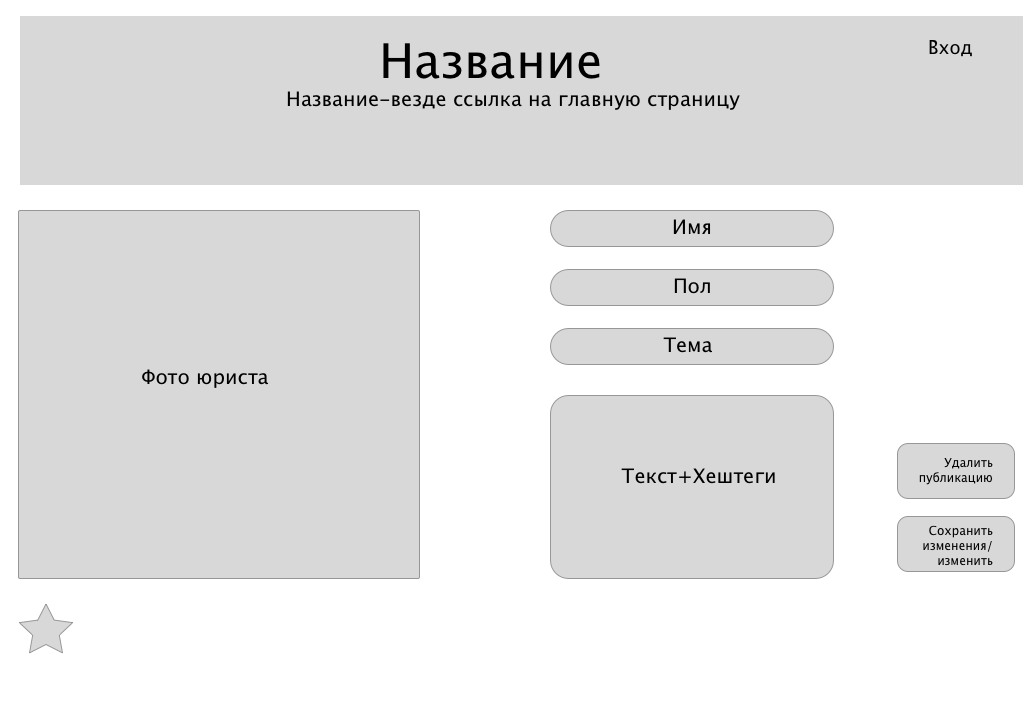 Название
Вход
Название-везде ссылка на главную страницу
Имя
Пол
Тема
Фото юриста
Текст+Хештеги
Удалить
публикацию
Сохранить
изменения/
изменить